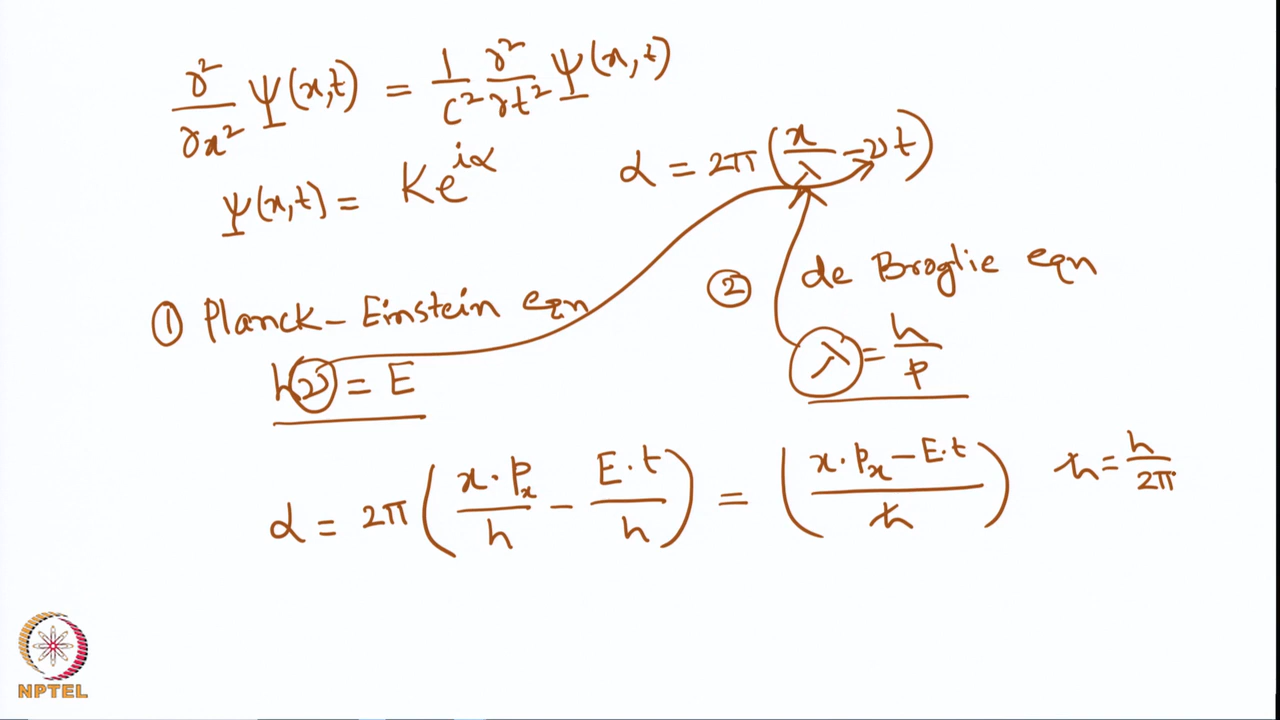 ∂²/∂x² Ψ(x,t) = 1/c² ∂²/∂t² Ψ(x,t)
Ψ(x,t) = K e^{iα}
α = 2π(x/λ − νt)
① Planck-Einstein eqn
hν = E
② de Broglie eqn
λ = h/p
α = 2π(x·pₓ/h − E·t/h) = (x·pₓ − E·t / ħ)
ħ = h/2π
NPTEL